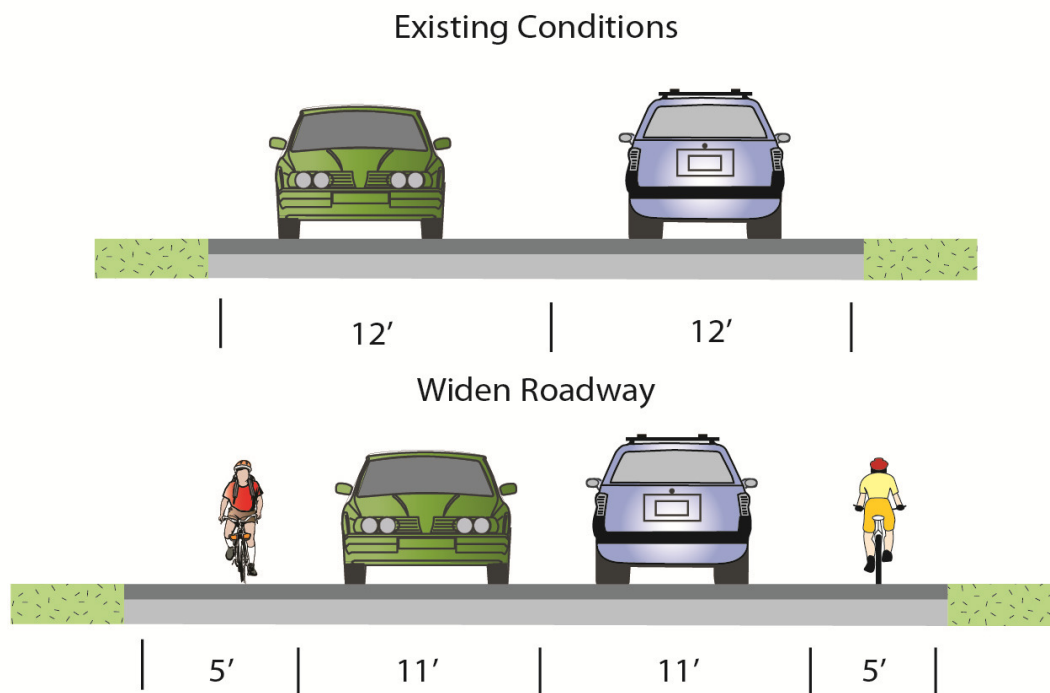 Existing Conditions
12′ 12′
Widen Roadway
5′ 11′ 11′ 5′